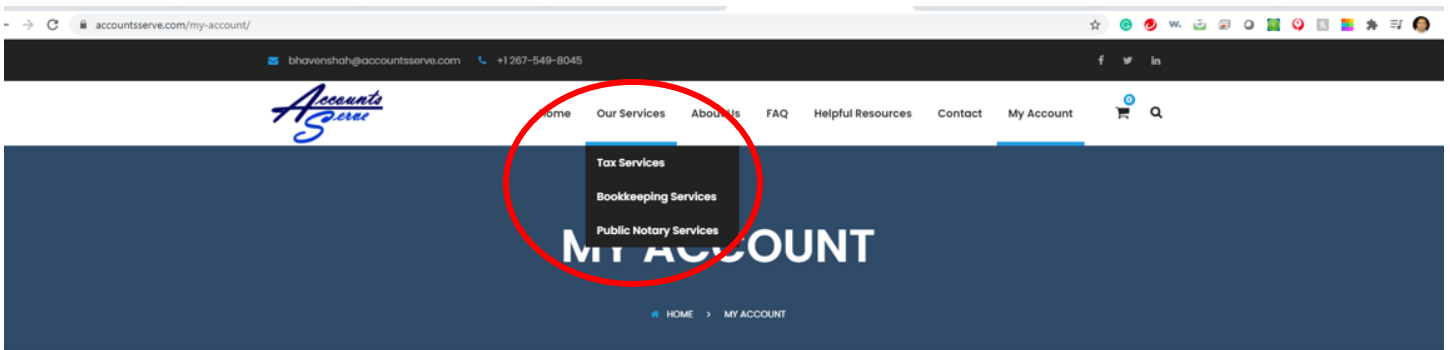 accountsserve.com/my-account/
bhavenshah@accountsserve.com +1 267-549-8045
Accounts
Serve
Home Our Services About Us FAQ Helpful Resources Contact My Account 0
Tax Services
Bookkeeping Services
Public Notary Services
MY ACCOUNT
HOME > MY ACCOUNT